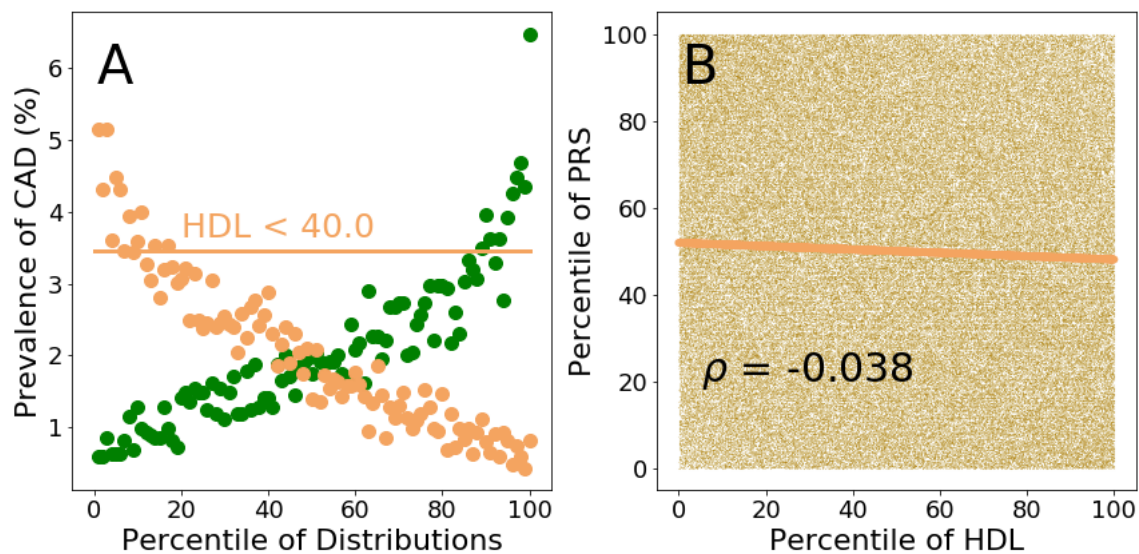 A
Prevalence of CAD (%)
6
5
4
3
2
1
HDL < 40.0
0 20 40 60 80 100
Percentile of Distributions
B
Percentile of PRS
100
80
60
40
20
0
ρ = -0.038
0 20 40 60 80 100
Percentile of HDL